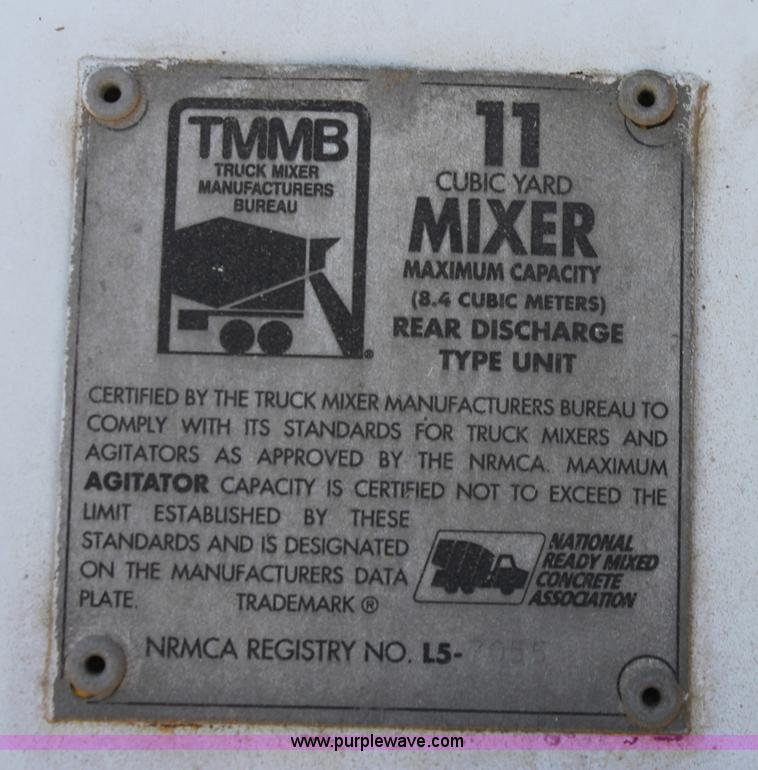 TMMB
TRUCK MIXER
MANUFACTURERS
BUREAU
®
11
CUBIC YARD
MIXER
MAXIMUM CAPACITY
(8.4 CUBIC METERS)
REAR DISCHARGE
TYPE UNIT
CERTIFIED BY THE TRUCK MIXER MANUFACTURERS BUREAU TO
COMPLY WITH ITS STANDARDS FOR TRUCK MIXERS AND
AGITATORS AS APPROVED BY THE NRMCA. MAXIMUM
AGITATOR CAPACITY IS CERTIFIED NOT TO EXCEED THE
LIMIT ESTABLISHED BY THESE
STANDARDS AND IS DESIGNATED
ON THE MANUFACTURERS DATA
PLATE. TRADEMARK ®
NATIONAL
READY MIXED
CONCRETE
ASSOCIATION
NRMCA REGISTRY NO. L5-
www.purplewave.com